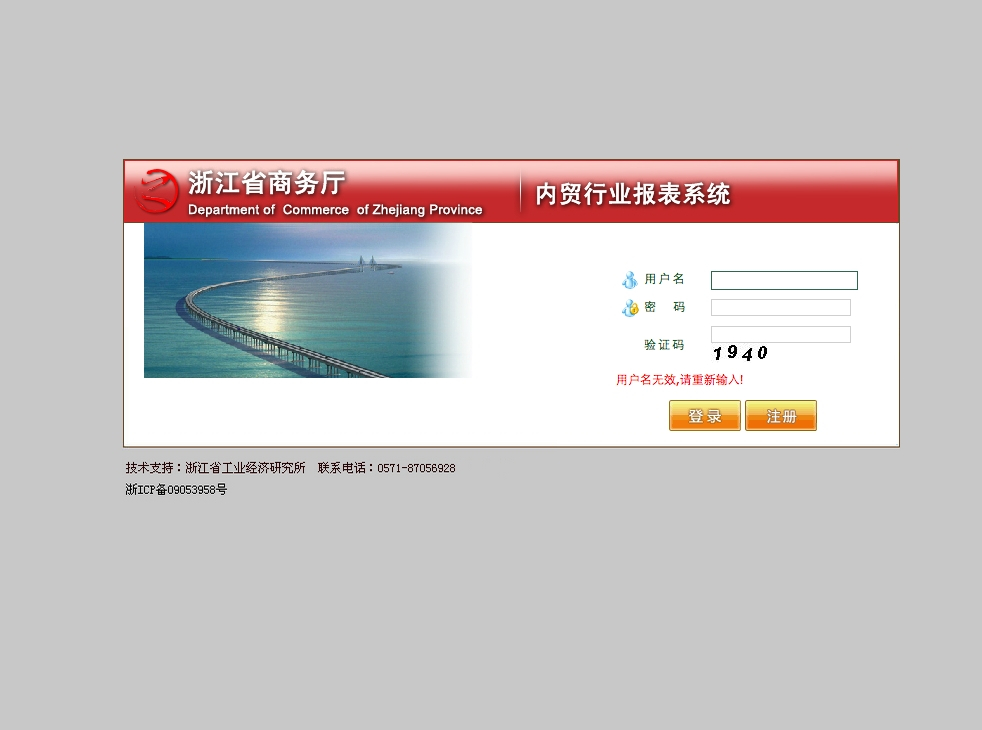 浙江省商务厅
Department of Commerce of Zhejiang Province
内贸行业报表系统
用户名
密 码
验证码
1940
用户名无效,请重新输入!
登录 注册
技术支持：浙江省工业经济研究所 联系电话：0571-87056928
浙ICP备09053958号